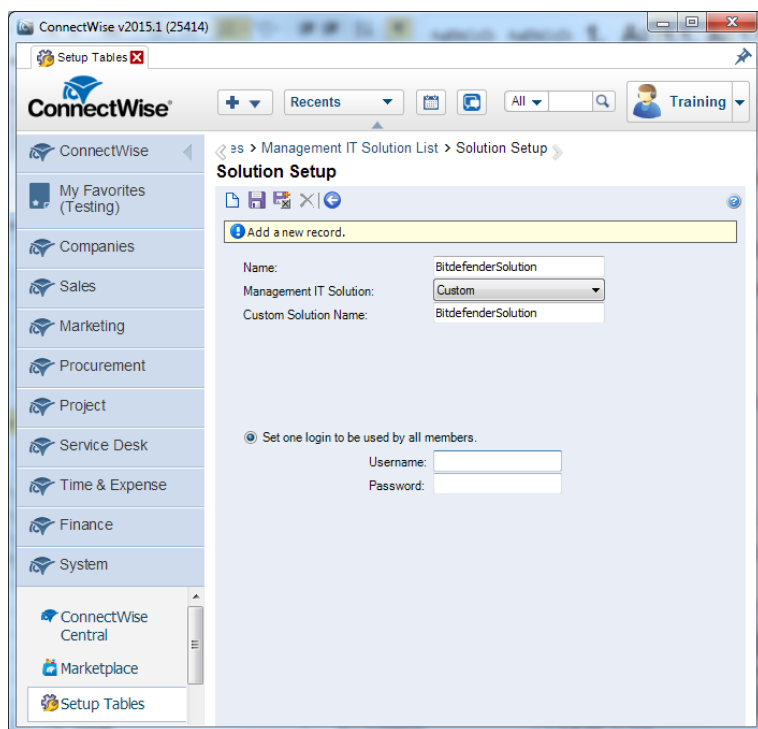 ConnectWise v2015.1 (25414)
Setup Tables
ConnectWise
Recents
All
Training
ConnectWise
My Favorites
(Testing)
Companies
Sales
Marketing
Procurement
Project
Service Desk
Time & Expense
Finance
System
ConnectWise
Central
Marketplace
Setup Tables
es > Management IT Solution List > Solution Setup
Solution Setup
Add a new record.
Name: BitdefenderSolution
Management IT Solution: Custom
Custom Solution Name: BitdefenderSolution
Set one login to be used by all members.
Username:
Password: